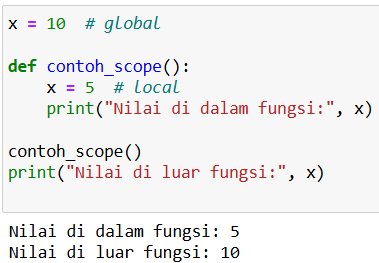 x = 10  # global
def contoh_scope():
    x = 5  # local
    print("Nilai di dalam fungsi:", x)
contoh_scope()
print("Nilai di luar fungsi:", x)
Nilai di dalam fungsi: 5
Nilai di luar fungsi: 10